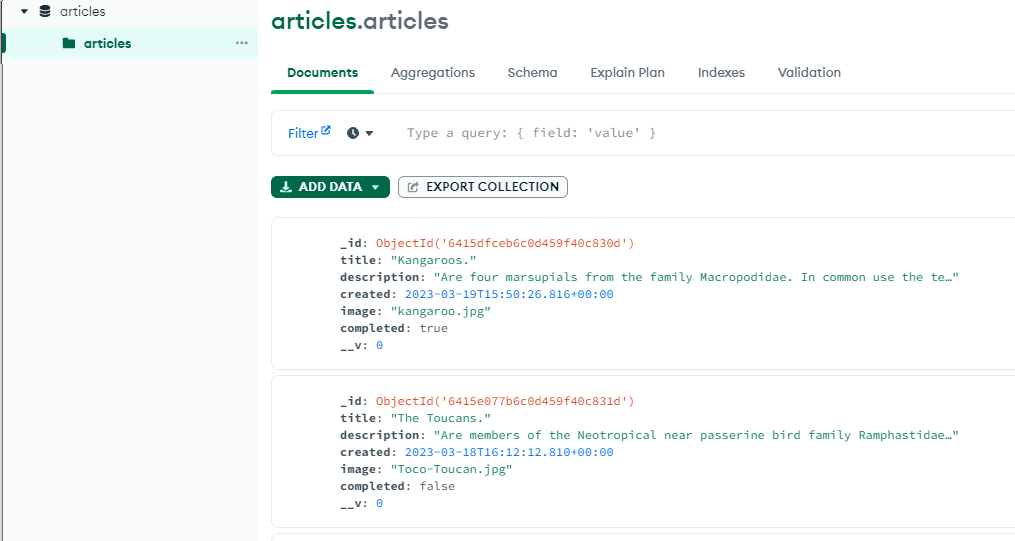 articles
articles
articles.articles
Documents Aggregations Schema Explain Plan Indexes Validation
Filter Type a query: { field: 'value' }
ADD DATA EXPORT COLLECTION
_id: ObjectId('6415dfceb6c0d459f40c830d')
title: "Kangaroos."
description: "Are four marsupials from the family Macropodidae. In common use the te…"
created: 2023-03-19T15:50:26.816+00:00
image: "kangaroo.jpg"
completed: true
__v: 0
_id: ObjectId('6415e077b6c0d459f40c831d')
title: "The Toucans."
description: "Are members of the Neotropical near passerine bird family Ramphastidae…"
created: 2023-03-18T16:12:12.810+00:00
image: "Toco-Toucan.jpg"
completed: false
__v: 0